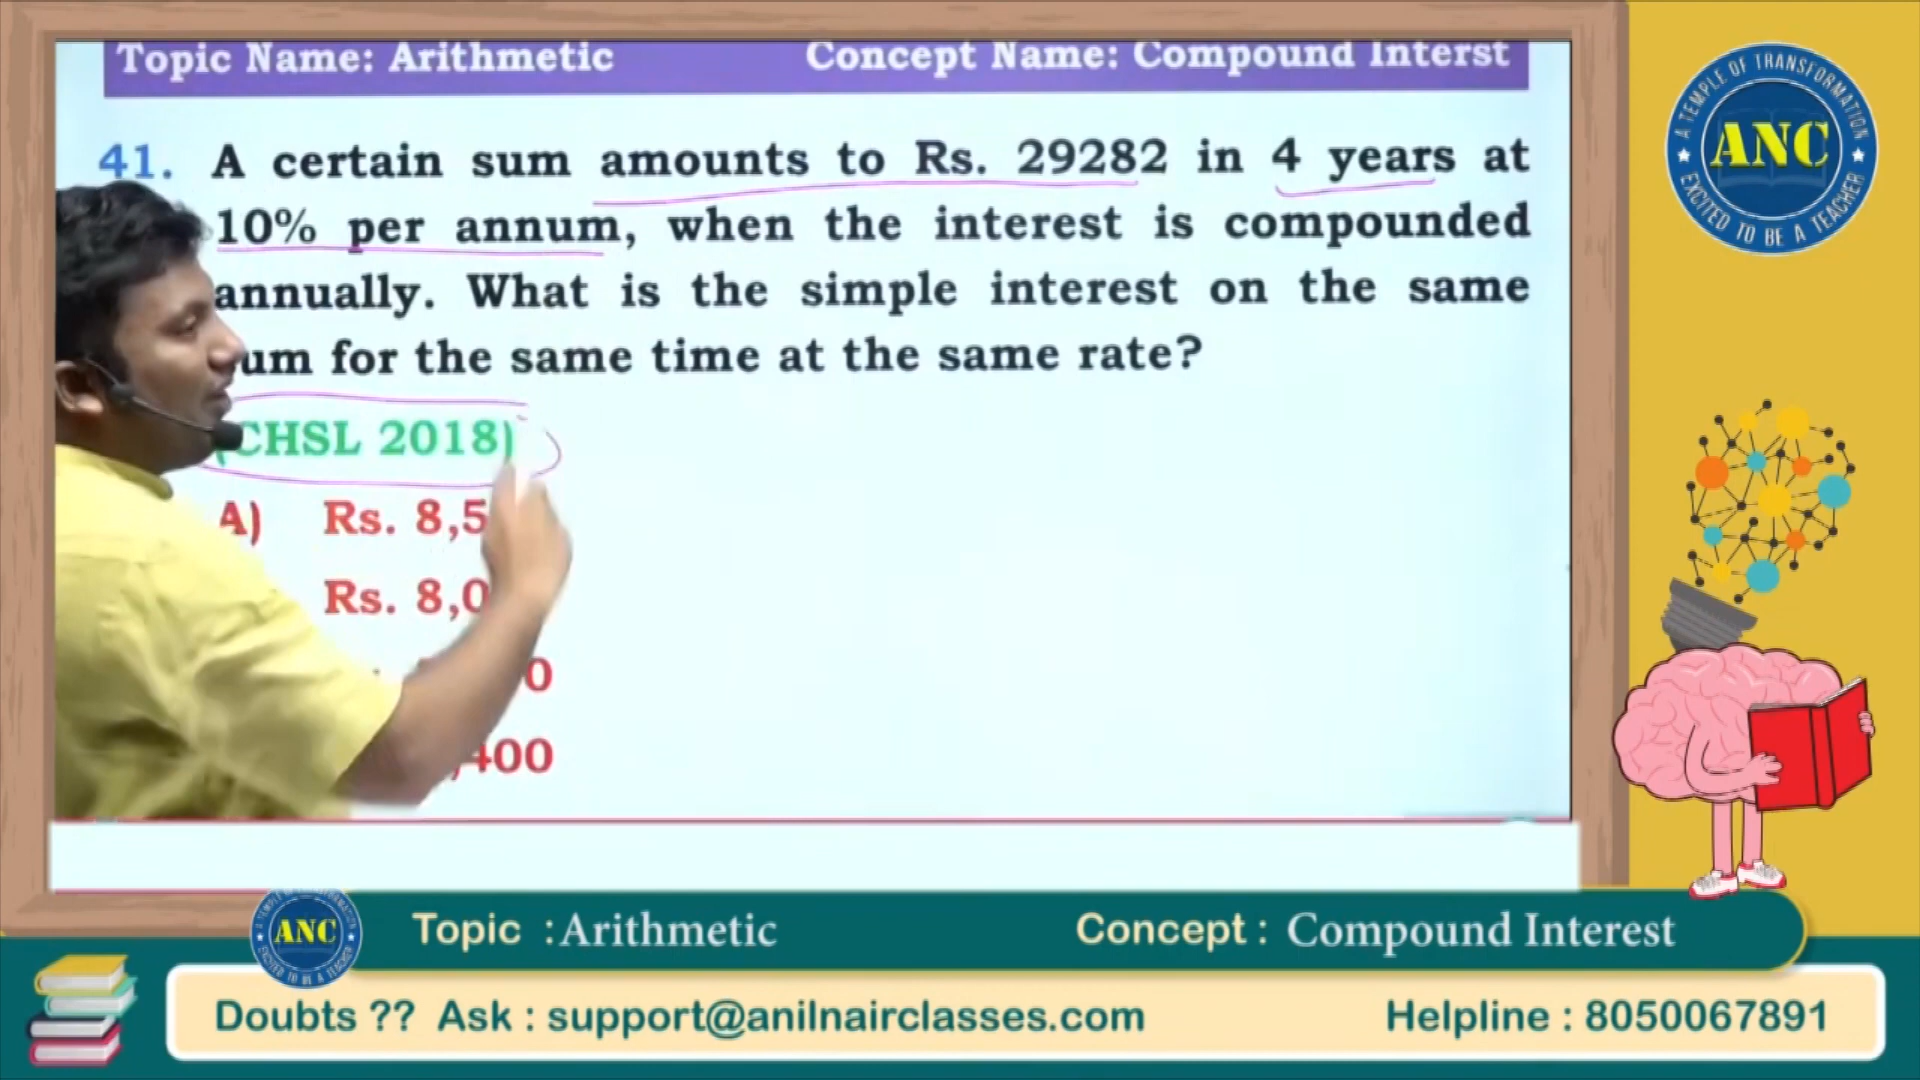 Topic Name: Arithmetic Concept Name: Compound Interst
41. A certain sum amounts to Rs. 29282 in 4 years at
10% per annum, when the interest is compounded
annually. What is the simple interest on the same
um for the same time at the same rate?
(CHSL 2018)
A) Rs. 8,5
Rs. 8,0
0
,400
A TEMPLE OF TRANSFORMATION
ANC
EXCITED TO BE A TEACHER
ANC
Topic : Arithmetic Concept : Compound Interest
Doubts ?? Ask : support@anilnairclasses.com Helpline : 8050067891